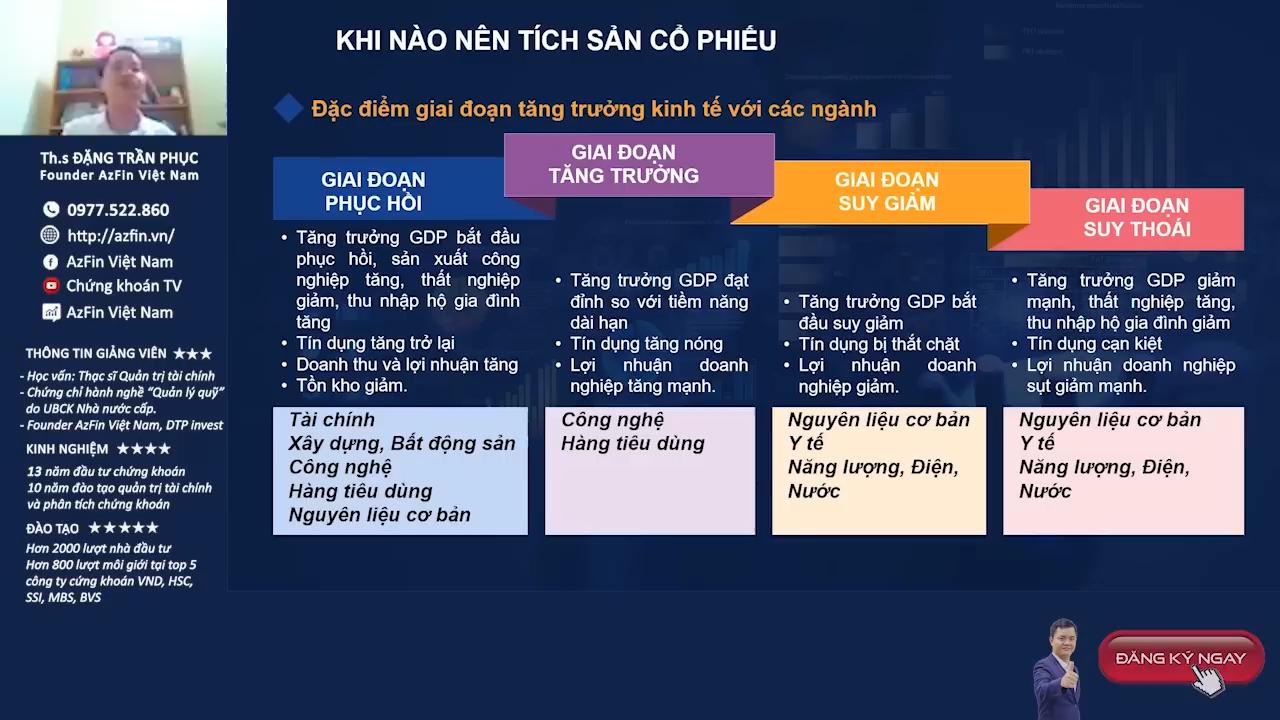 KHI NÀO NÊN TÍCH SẢN CỔ PHIẾU
Đặc điểm giai đoạn tăng trưởng kinh tế với các ngành
GIAI ĐOẠN
PHỤC HỒI
• Tăng trưởng GDP bắt đầu
phục hồi, sản xuất công
nghiệp tăng, thất nghiệp
giảm, thu nhập hộ gia đình
tăng
• Tín dụng tăng trở lại
• Doanh thu và lợi nhuận tăng
• Tồn kho giảm.
Tài chính
Xây dựng, Bất động sản
Công nghệ
Hàng tiêu dùng
Nguyên liệu cơ bản
GIAI ĐOẠN
TĂNG TRƯỞNG
• Tăng trưởng GDP đạt
đỉnh so với tiềm năng
dài hạn
• Tín dụng tăng nóng
• Lợi nhuận doanh
nghiệp tăng mạnh.
Công nghệ
Hàng tiêu dùng
GIAI ĐOẠN
SUY GIẢM
• Tăng trưởng GDP bắt
đầu suy giảm
• Tín dụng bị thắt chặt
• Lợi nhuận doanh
nghiệp giảm.
Nguyên liệu cơ bản
Y tế
Năng lượng, Điện,
Nước
GIAI ĐOẠN
SUY THOÁI
• Tăng trưởng GDP giảm
mạnh, thất nghiệp tăng,
thu nhập hộ gia đình giảm
• Tín dụng cạn kiệt
• Lợi nhuận doanh nghiệp
sụt giảm mạnh.
Nguyên liệu cơ bản
Y tế
Năng lượng, Điện,
Nước
Th.s ĐẶNG TRẦN PHỤC
Founder AzFin Việt Nam
0977.522.860
http://azfin.vn/
AzFin Việt Nam
Chứng khoán TV
AzFin Việt Nam
THÔNG TIN GIẢNG VIÊN ★★★
- Học vấn: Thạc sĩ Quản trị tài chính
- Chứng chỉ hành nghề “Quản lý quỹ”
do UBCK Nhà nước cấp.
- Founder AzFin Việt Nam, DTP invest
KINH NGHIỆM ★★★★
13 năm đầu tư chứng khoán
10 năm đào tạo quản trị tài chính
và phân tích chứng khoán
ĐÀO TẠO ★★★★★
Hơn 2000 lượt nhà đầu tư
Hơn 800 lượt môi giới tại top 5
công ty cứng khoán VND, HSC,
SSI, MBS, BVS
ĐĂNG KÝ NGAY